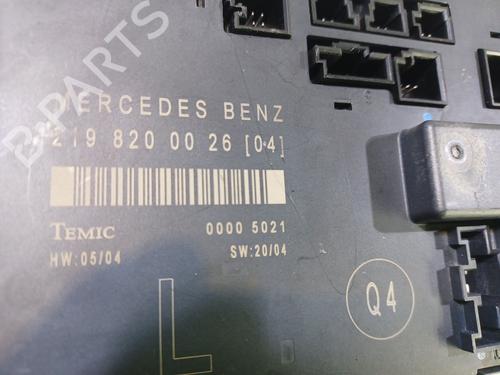 B-PARTS
MERCEDES BENZ
219 820 00 26 [04]
TEMIC 0000 5021
HW:05/04 SW:20/04
L
Q4